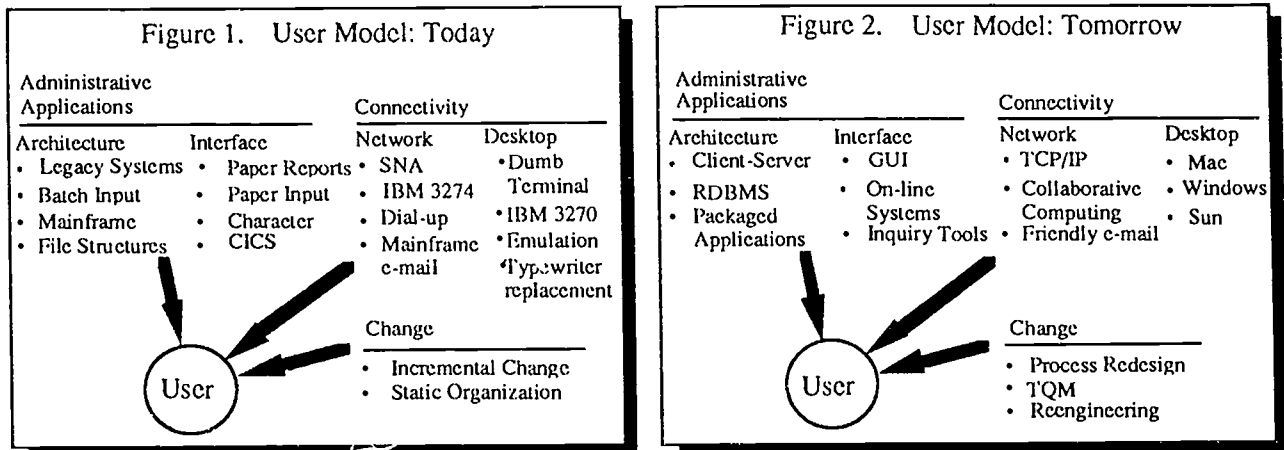 Figure 1. User Model: Today
Administrative
Applications
Connectivity
Architecture
• Legacy Systems
• Batch Input
• Mainframe
• File Structures
Interface
• Paper Reports
• Paper Input
• Character
• CICS
Network
• SNA
• IBM 3274
• Dial-up
• Mainframe
e-mail
Desktop
• Dumb
Terminal
• IBM 3270
• Emulation
• Typewriter
replacement
Change
• Incremental Change
• Static Organization
User
Figure 2. User Model: Tomorrow
Administrative
Applications
Connectivity
Architecture
• Client-Server
• RDBMS
• Packaged
Applications
Interface
• GUI
• On-line
Systems
• Inquiry Tools
Network
• TCP/IP
• Collaborative
Computing
• Friendly e-mail
Desktop
• Mac
• Windows
• Sun
Change
• Process Redesign
• TQM
• Reengineering
User